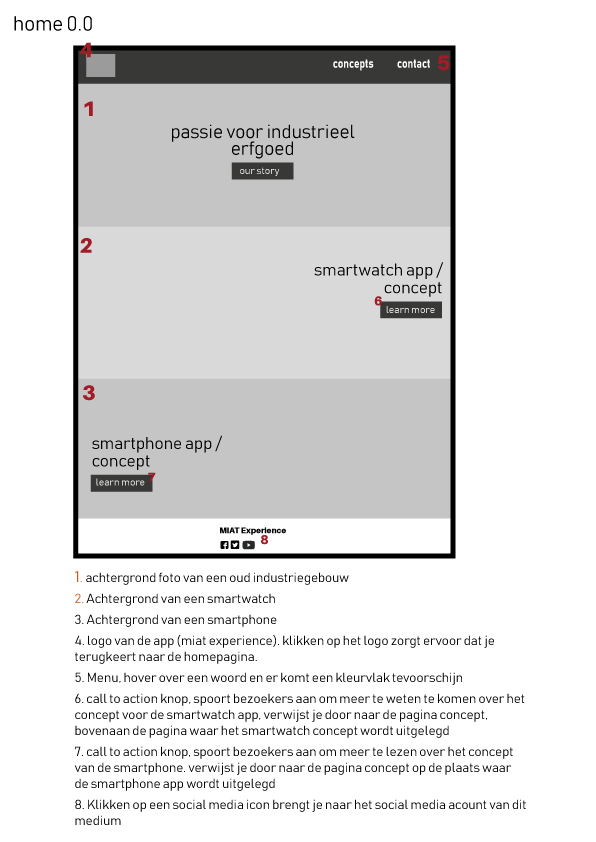 home 0.0
4
concepts contact 5
1
passie voor industrieel
erfgoed
our story
2
smartwatch app /
concept
6
learn more
3
smartphone app /
concept
7
learn more
MIAT Experience
8
1. achtergrond foto van een oud industriegebouw
2. Achtergrond van een smartwatch
3. Achtergrond van een smartphone
4. logo van de app (miat experience). klikken op het logo zorgt ervoor dat je
terugkeert naar de homepagina.
5. Menu, hover over een woord en er komt een kleurvlak tevoorschijn
6. call to action knop, spoort bezoekers aan om meer te weten te komen over het
concept voor de smartwatch app, verwijst je door naar de pagina concept,
bovenaan de pagina waar het smartwatch concept wordt uitgelegd
7. call to action knop, spoort bezoekers aan om meer te lezen over het concept
van de smartphone. verwijst je door naar de pagina concept op de plaats waar
de smartphone app wordt uitgelegd
8. Klikken op een social media icon brengt je naar het social media acount van dit
medium